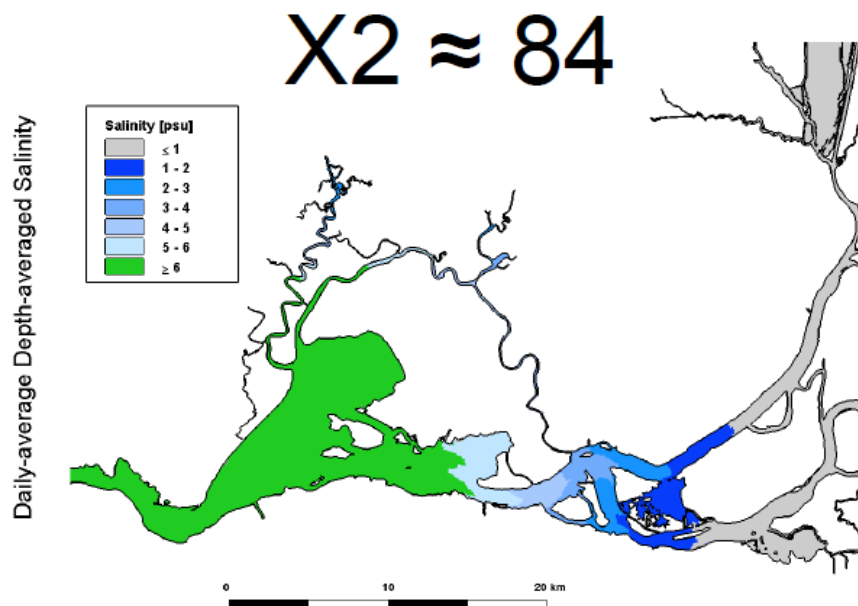 X2 ≈ 84
Daily-average Depth-averaged Salinity
Salinity [psu]
≤ 1
1 - 2
2 - 3
3 - 4
4 - 5
5 - 6
≥ 6
0 10 20 km